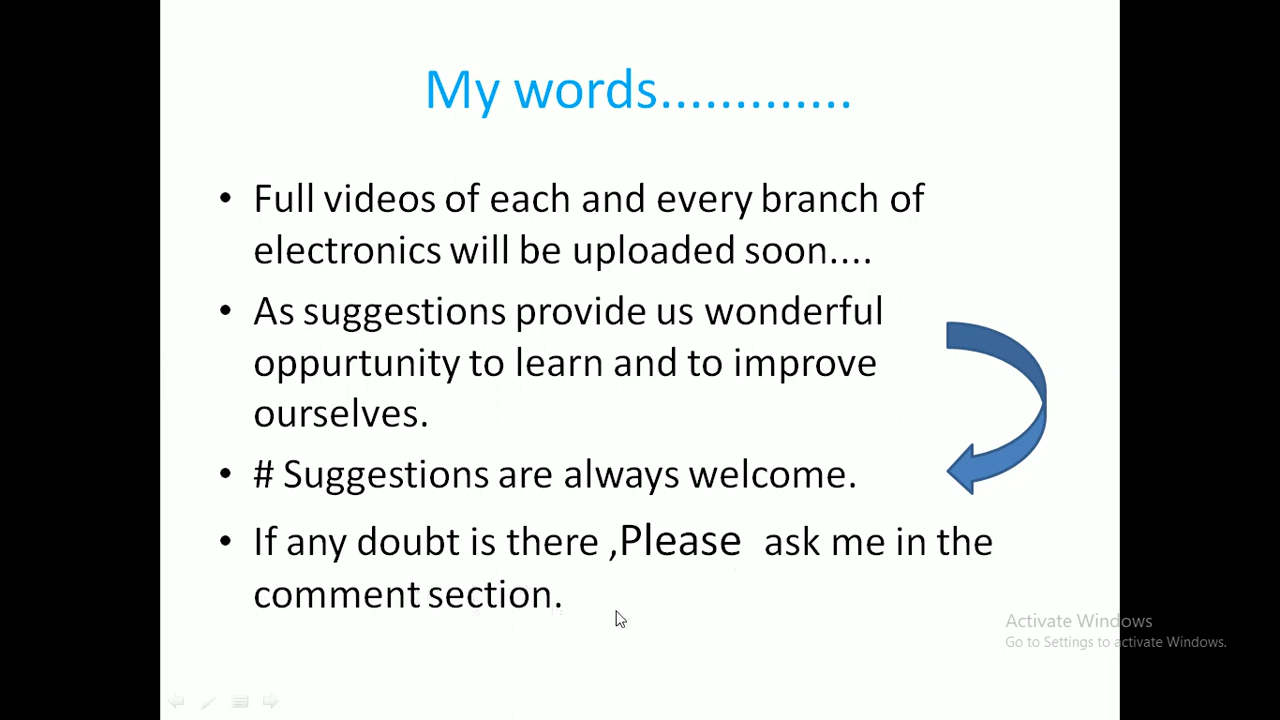 My words.............
• Full videos of each and every branch of
electronics will be uploaded soon....
• As suggestions provide us wonderful
oppurtunity to learn and to improve
ourselves.
• # Suggestions are always welcome.
• If any doubt is there ,Please  ask me in the
comment section.
Activate Windows
Go to Settings to activate Windows.